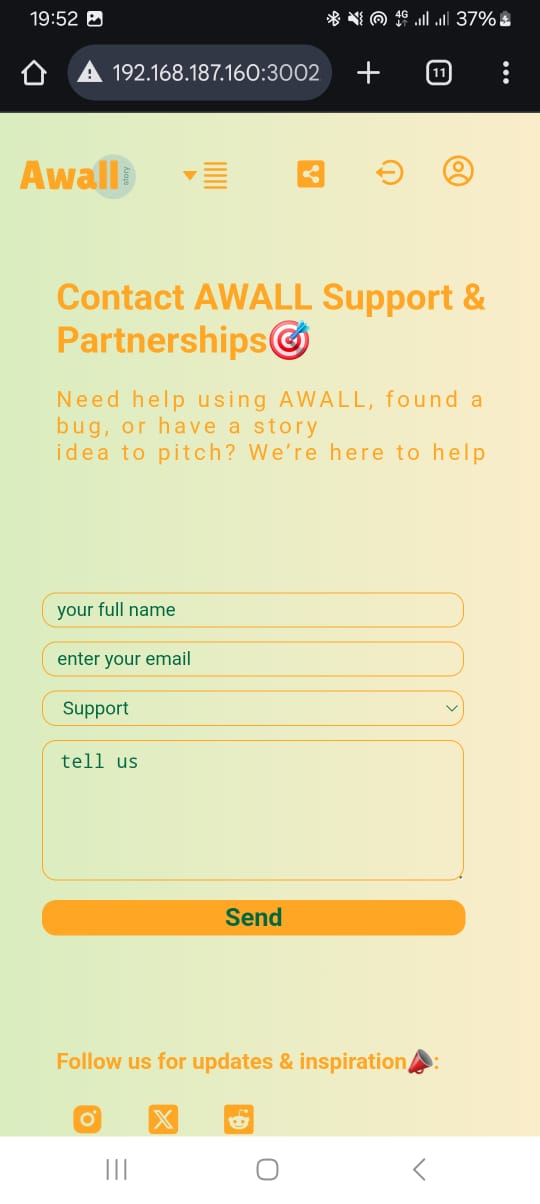 19:52 4G 37%
192.168.187.160:3002 11
Awall story
Contact AWALL Support &
Partnerships🎯
Need help using AWALL, found a
bug, or have a story
idea to pitch? We’re here to help
your full name
enter your email
Support
tell us
Send
Follow us for updates & inspiration📣: